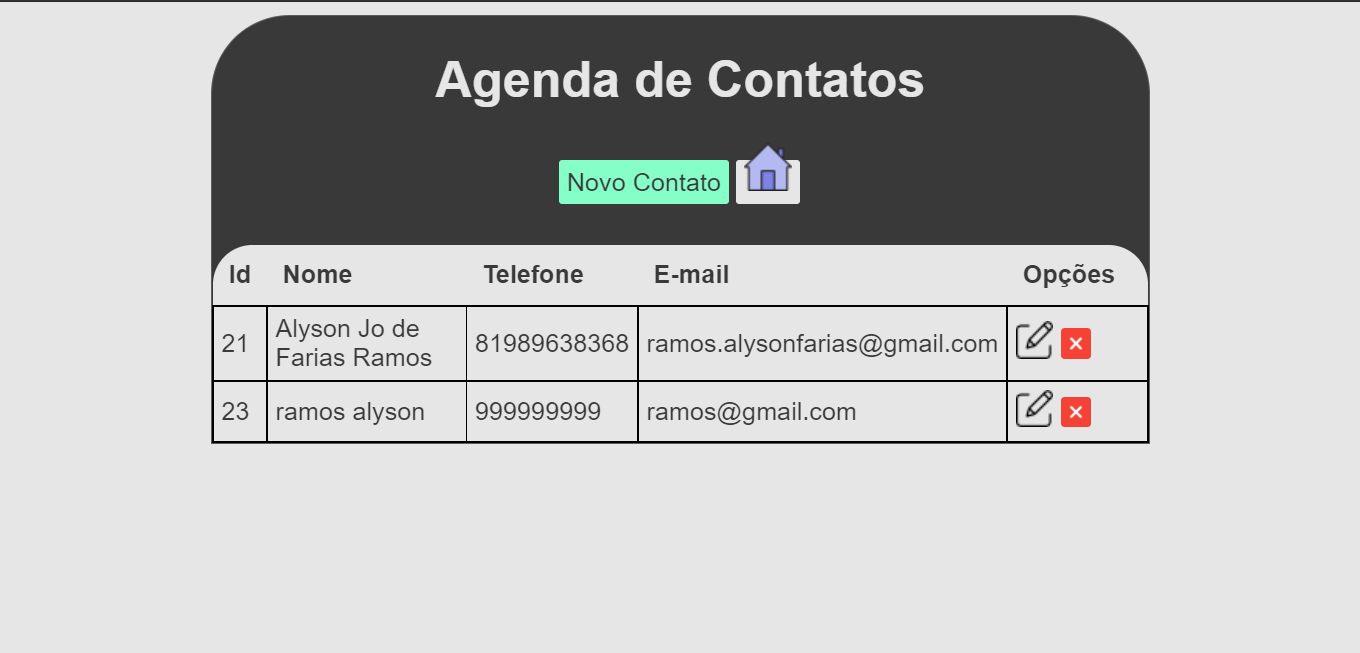 Agenda de Contatos
Novo Contato
Id Nome Telefone E-mail Opções
21 Alyson Jo de Farias Ramos 81989638368 ramos.alysonfarias@gmail.com
23 ramos alyson 999999999 ramos@gmail.com